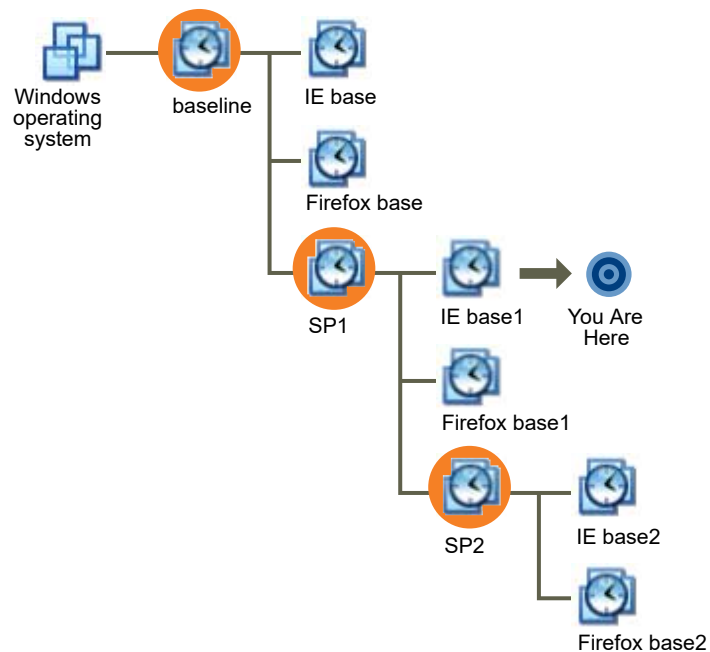 Windows
operating
system
baseline
IE base
Firefox base
SP1
IE base1
You Are
Here
Firefox base1
SP2
IE base2
Firefox base2